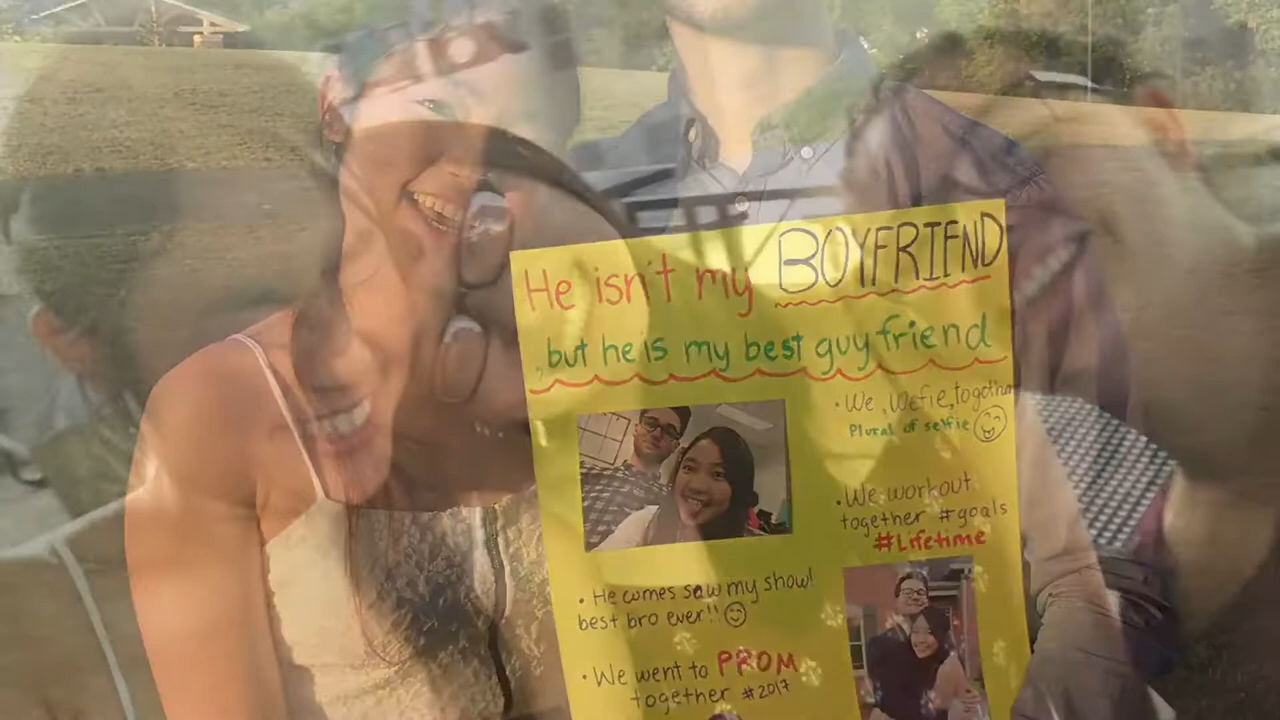 He isn't my BOYFRIEND
, but he is my best guy friend
• We , Wefie, together
Plural of selfie
• We workout
together #goals
#Lifetime
• He comes saw my show!
best bro ever!!
• We went to PROM
together #2017